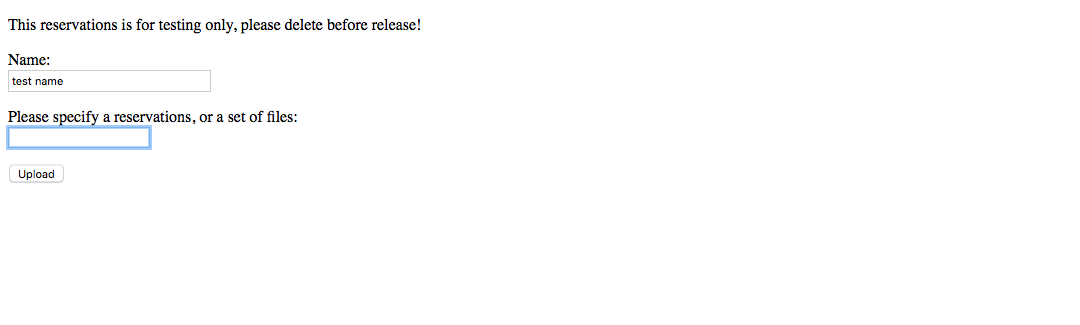 This reservations is for testing only, please delete before release!
Name:
test name
Please specify a reservations, or a set of files:
Upload